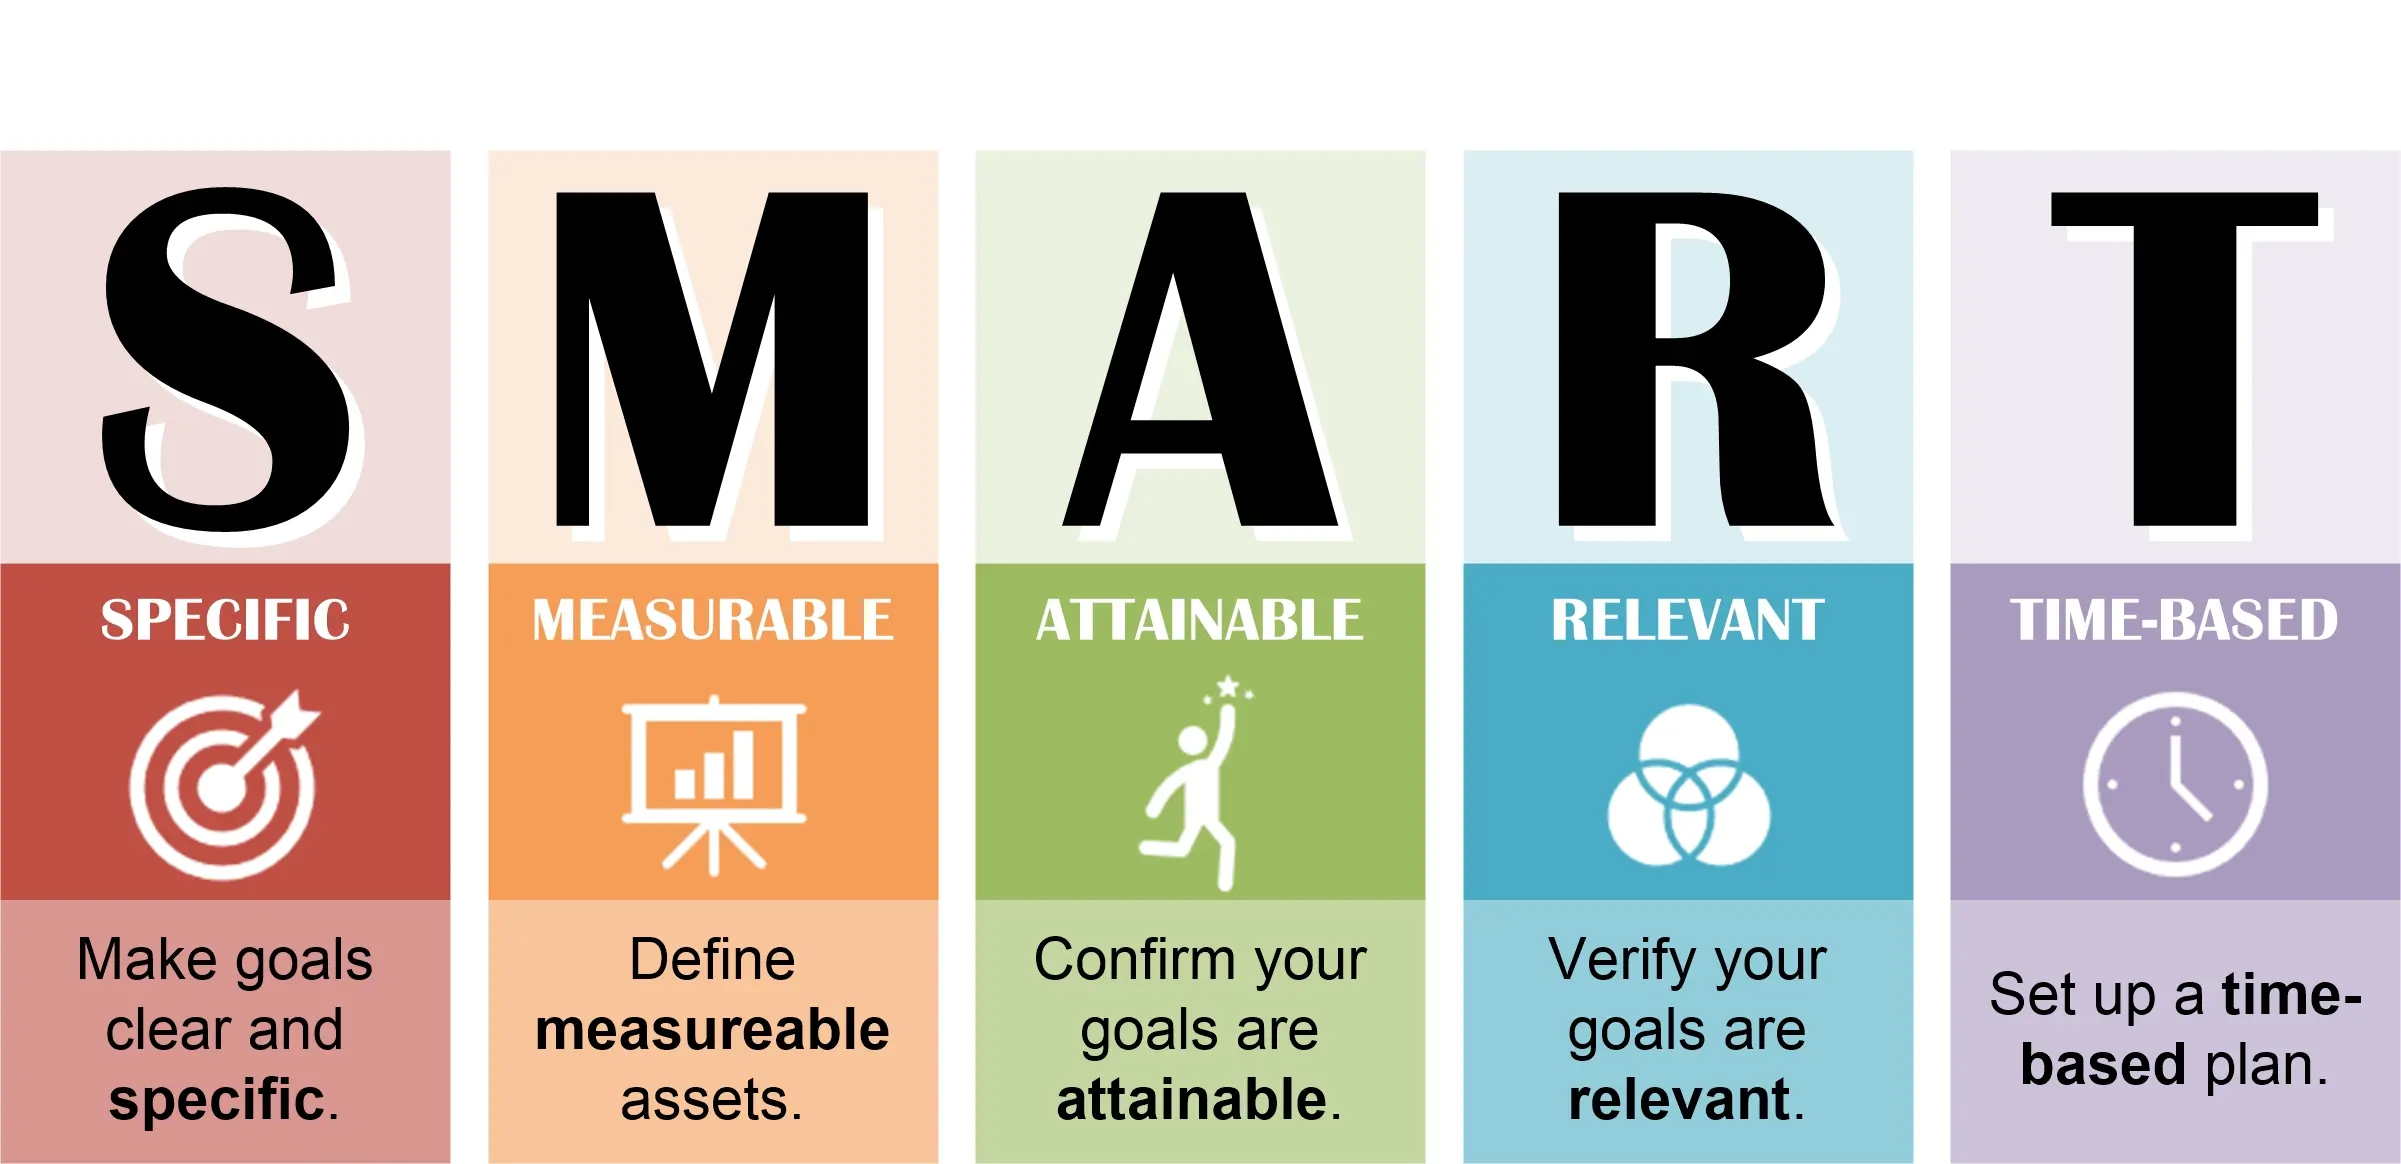 S
SPECIFIC
Make goals
clear and
specific.
M
MEASURABLE
Define
measureable
assets.
A
ATTAINABLE
Confirm your
goals are
attainable.
R
RELEVANT
Verify your
goals are
relevant.
T
TIME-BASED
Set up a time-
based plan.